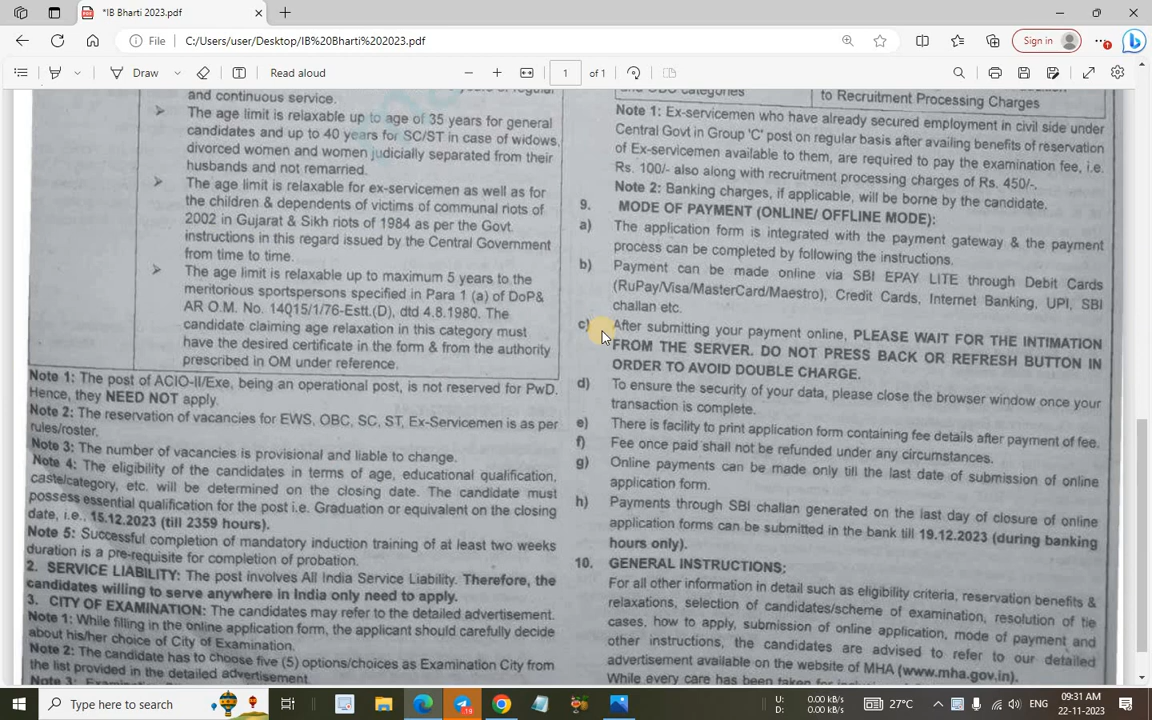 *IB Bharti 2023.pdf
File
C:/Users/user/Desktop/IB%20Bharti%202023.pdf
Sign in
Draw
Read aloud
1
of 1
and continuous service.
The age limit is relaxable up to age of 35 years for general
candidates and up to 40 years for SC/ST in case of widows,
divorced women and women judicially separated from their
husbands and not remarried.
The age limit is relaxable for ex-servicemen as well as for
the children & dependents of victims of communal riots of
2002 in Gujarat & Sikh riots of 1984 as per the Govt.
instructions in this regard issued by the Central Government
from time to time.
The age limit is relaxable up to maximum 5 years to the
meritorious sportspersons specified in Para 1 (a) of DoP&
AR O.M. No. 14015/1/76-Estt.(D), dtd 4.8.1980. The
candidate claiming age relaxation in this category must
have the desired certificate in the form & from the authority
prescribed in OM under reference.
Note 1: The post of ACIO-II/Exe, being an operational post, is not reserved for PwD.
Hence, they NEED NOT apply.
Note 2: The reservation of vacancies for EWS, OBC, SC, ST, Ex-Servicemen is as per
rules/roster.
Note 3: The number of vacancies is provisional and liable to change.
Note 4: The eligibility of the candidates in terms of age, educational qualification,
caste/category, etc. will be determined on the closing date. The candidate must
possess essential qualification for the post i.e. Graduation or equivalent on the closing
date, i.e., 15.12.2023 (till 2359 hours).
Note 5: Successful completion of mandatory induction training of at least two weeks
duration is a pre-requisite for completion of probation.
2. SERVICE LIABILITY: The post involves All India Service Liability. Therefore, the
candidates willing to serve anywhere in India only need to apply.
3. CITY OF EXAMINATION: The candidates may refer to the detailed advertisement.
Note 1: While filling in the online application form, the applicant should carefully decide
about his/her choice of City of Examination.
Note 2: The candidate has to choose five (5) options/choices as Examination City from
the list provided in the detailed advertisement.
to Recruitment Processing Charges
Note 1: Ex-servicemen who have already secured employment in civil side under
Central Govt in Group 'C' post on regular basis after availing benefits of reservation
of Ex-servicemen available to them, are required to pay the examination fee, i.e.
Rs. 100/- also along with recruitment processing charges of Rs. 450/-.
Note 2: Banking charges, if applicable, will be borne by the candidate.
9. MODE OF PAYMENT (ONLINE/ OFFLINE MODE):
a) The application form is integrated with the payment gateway & the payment
process can be completed by following the instructions.
b) Payment can be made online via SBI EPAY LITE through Debit Cards
(RuPay/Visa/MasterCard/Maestro), Credit Cards, Internet Banking, UPI, SBI
challan etc.
c) After submitting your payment online, PLEASE WAIT FOR THE INTIMATION
FROM THE SERVER. DO NOT PRESS BACK OR REFRESH BUTTON IN
ORDER TO AVOID DOUBLE CHARGE.
d) To ensure the security of your data, please close the browser window once your
transaction is complete.
e) There is facility to print application form containing fee details after payment of fee.
f) Fee once paid shall not be refunded under any circumstances.
g) Online payments can be made only till the last date of submission of online
application form.
h) Payments through SBI challan generated on the last day of closure of online
application forms can be submitted in the bank till 19.12.2023 (during banking
hours only).
10. GENERAL INSTRUCTIONS:
For all other information in detail such as eligibility criteria, reservation benefits &
relaxations, selection of candidates/scheme of examination, resolution of tie
cases, how to apply, submission of online application, mode of payment and
other instructions, the candidates are advised to refer to our detailed
advertisement available on the website of MHA (www.mha.gov.in).
While every care has been taken
Type here to search
19
U: 0.00 kB/s
D: 0.00 kB/s
27°C
ENG
09:31 AM
22-11-2023